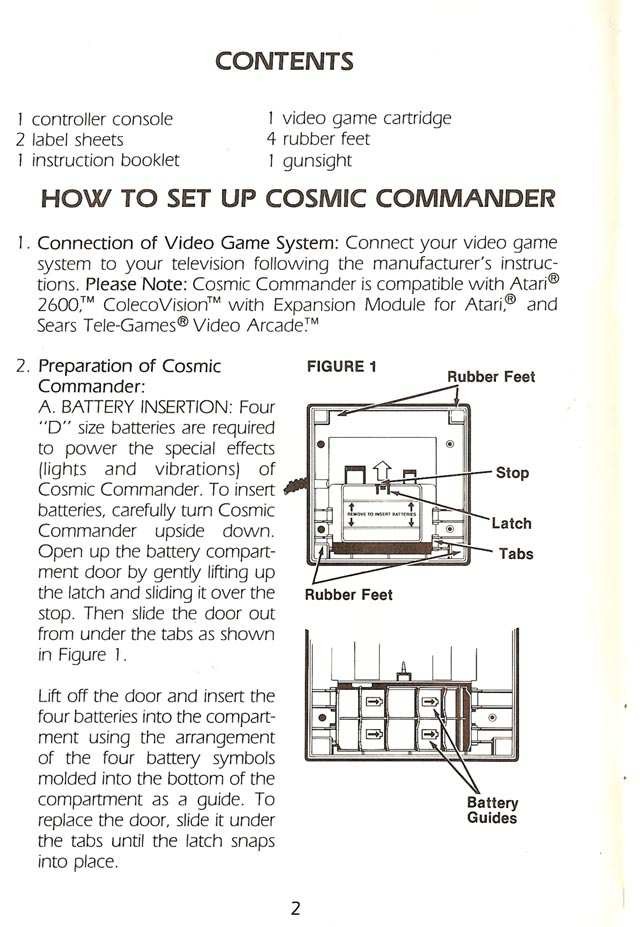 CONTENTS
1 controller console
2 label sheets
1 instruction booklet
1 video game cartridge
4 rubber feet
1 gunsight
HOW TO SET UP COSMIC COMMANDER
1. Connection of Video Game System: Connect your video game
system to your television following the manufacturer's instruc-
tions. Please Note: Cosmic Commander is compatible with Atari®
2600,™ ColecoVision™ with Expansion Module for Atari,® and
Sears Tele-Games® Video Arcade.™
2. Preparation of Cosmic
Commander:
A. BATTERY INSERTION: Four
"D" size batteries are required
to power the special effects
(lights and vibrations) of
Cosmic Commander. To insert
batteries, carefully turn Cosmic
Commander upside down.
Open up the battery compart-
ment door by gently lifting up
the latch and sliding it over the
stop. Then slide the door out
from under the tabs as shown
in Figure 1.
Lift off the door and insert the
four batteries into the compart-
ment using the arrangement
of the four battery symbols
molded into the bottom of the
compartment as a guide. To
replace the door, slide it under
the tabs until the latch snaps
into place.
FIGURE 1
Rubber Feet
Stop
REMOVE TO INSERT BATTERIES
Latch
Tabs
Rubber Feet
Battery
Guides
2